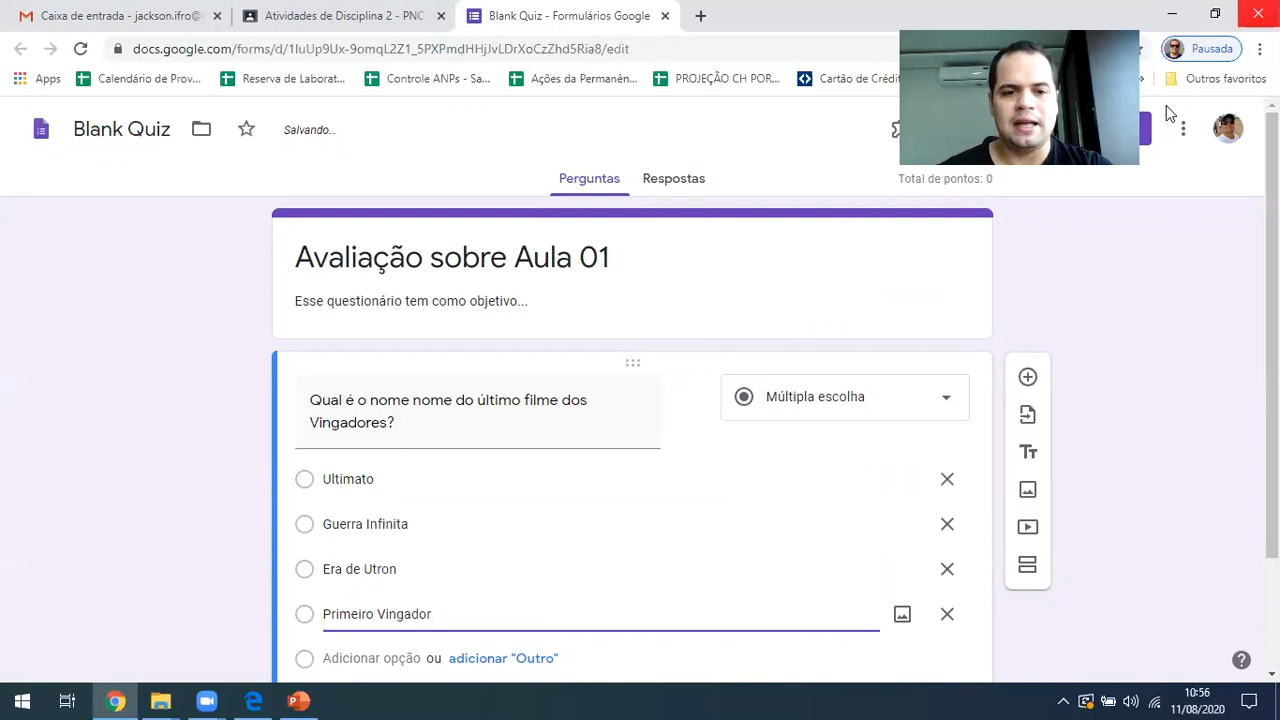 Caixa de entrada - jackson.ifro@
Atividades de Disciplina 2 - PNC
Blank Quiz - Formulários Google
docs.google.com/forms/d/1IuUp9Ux-9omqL2Z1_5PXPmdHHjJvLDrXoCzZhd5Ria8/edit
Pausada
Apps
Calendário de Prov...
Reserva de Laborat...
Controle ANPs - Sa...
Ações da Permanên...
PROJEÇÃO CH POR...
Cartão de Crédit
Outros favoritos
Blank Quiz
Salvando...
Perguntas
Respostas
Total de pontos: 0
Avaliação sobre Aula 01
Esse questionário tem como objetivo...
Qual é o nome nome do último filme dos
Vingadores?
Múltipla escolha
Ultimato
Guerra Infinita
Era de Utron
Primeiro Vingador
Adicionar opção ou adicionar "Outro"
10:56
11/08/2020